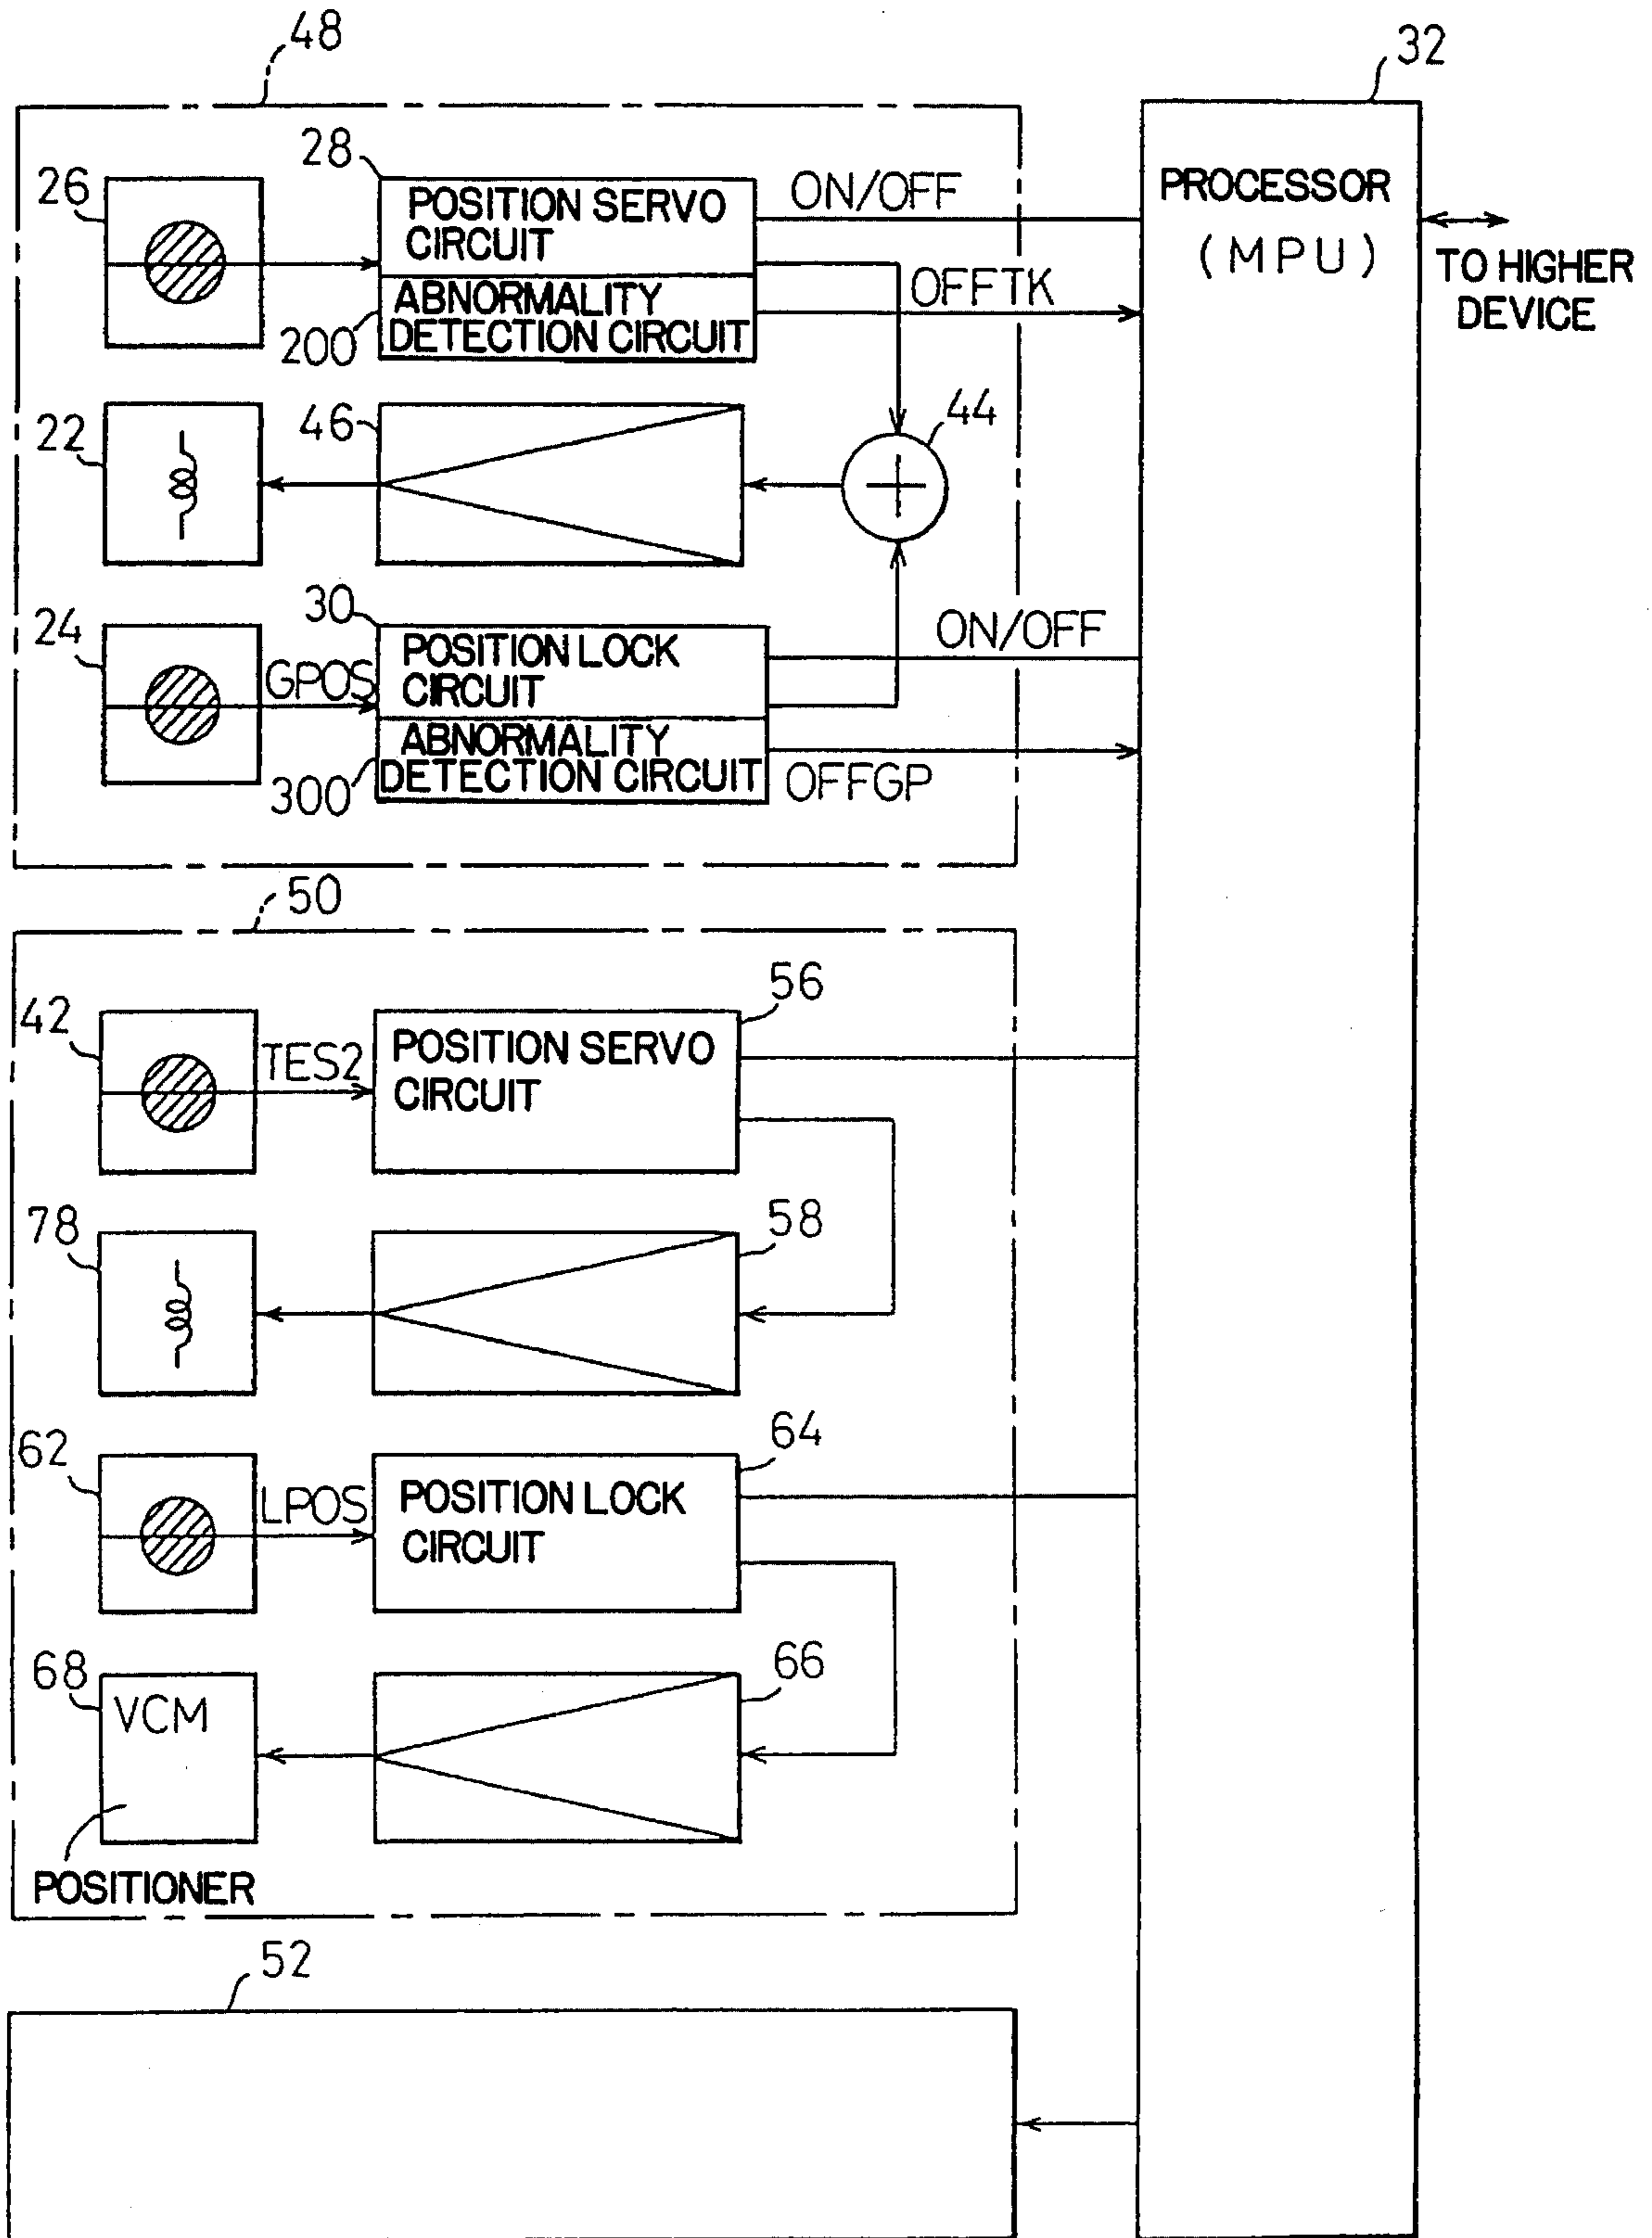 48
32
26
28
POSITION SERVO
CIRCUIT
ON/OFF
PROCESSOR
(MPU)
TO HIGHER
DEVICE
OFFTK
200
ABNORMALITY
DETECTION CIRCUIT
22
46
44
24
30
GPOS
POSITION LOCK
CIRCUIT
ON/OFF
300
ABNORMALITY
DETECTION CIRCUIT
OFFGP
50
42
TES2
56
POSITION SERVO
CIRCUIT
78
58
62
LPOS
64
POSITION LOCK
CIRCUIT
68
VCM
66
POSITIONER
52